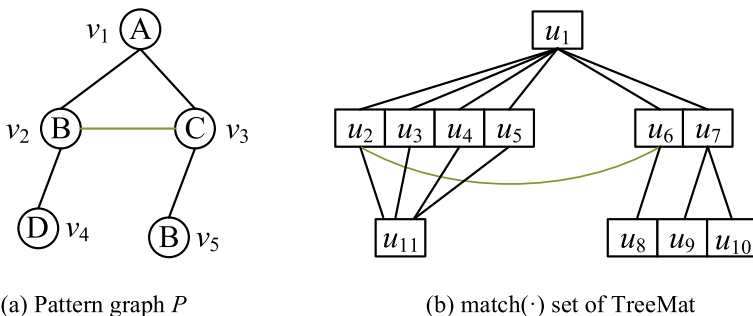 v1 A u1
v2 B C v3 u2 u3 u4 u5 u6 u7
D v4 B v5 u11 u8 u9 u10
(a) Pattern graph P (b) match(·) set of TreeMat